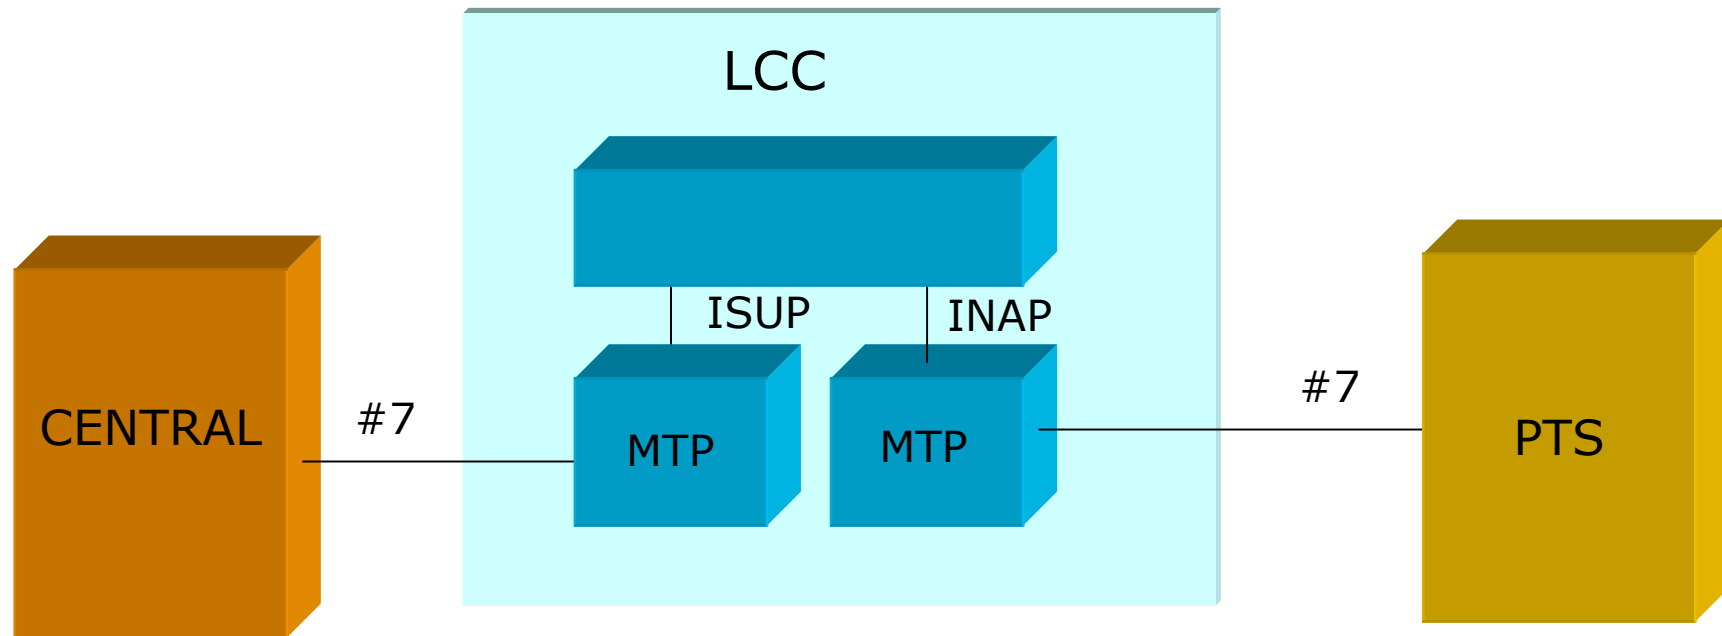 LCC
ISUP
INAP
#7
#7
CENTRAL
MTP
MTP
PTS